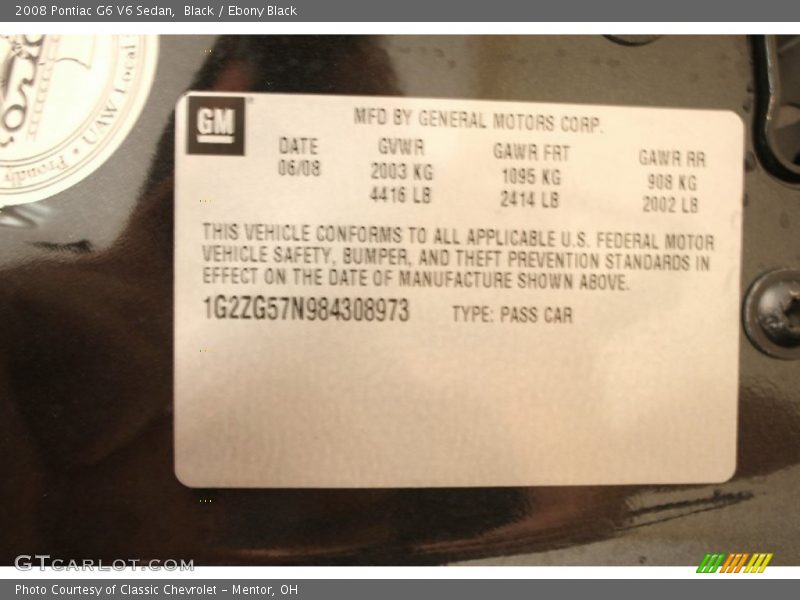 2008 Pontiac G6 V6 Sedan,  Black / Ebony Black
UAW Local
Proudly
GM
MFD BY GENERAL MOTORS CORP.
DATE GVWR GAWR FRT GAWR RR
06/08 2003 KG 1095 KG 908 KG
4416 LB 2414 LB 2002 LB
THIS VEHICLE CONFORMS TO ALL APPLICABLE U.S. FEDERAL MOTOR
VEHICLE SAFETY, BUMPER, AND THEFT PREVENTION STANDARDS IN
EFFECT ON THE DATE OF MANUFACTURE SHOWN ABOVE.
1G2ZG57N984308973 TYPE: PASS CAR
GTCARLOT.COM
Photo Courtesy of Classic Chevrolet - Mentor, OH